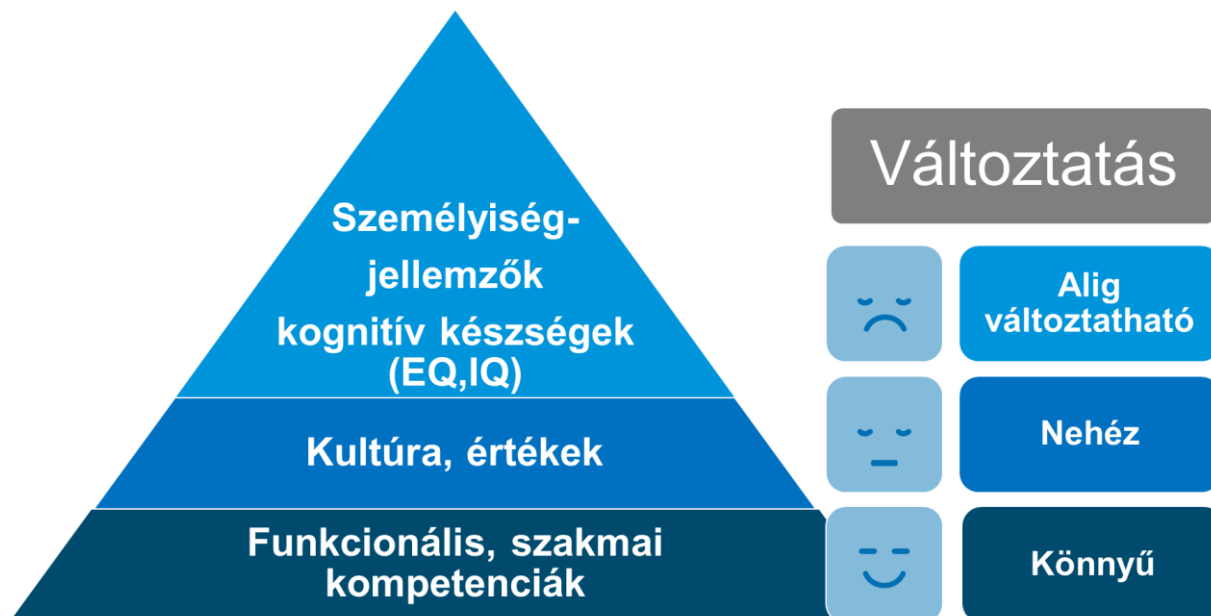 Személyiség-
jellemzők
kognitív készségek
(EQ,IQ)
Kultúra, értékek
Funkcionális, szakmai
kompetenciák
Változtatás
Alig
változtatható
Nehéz
Könnyű